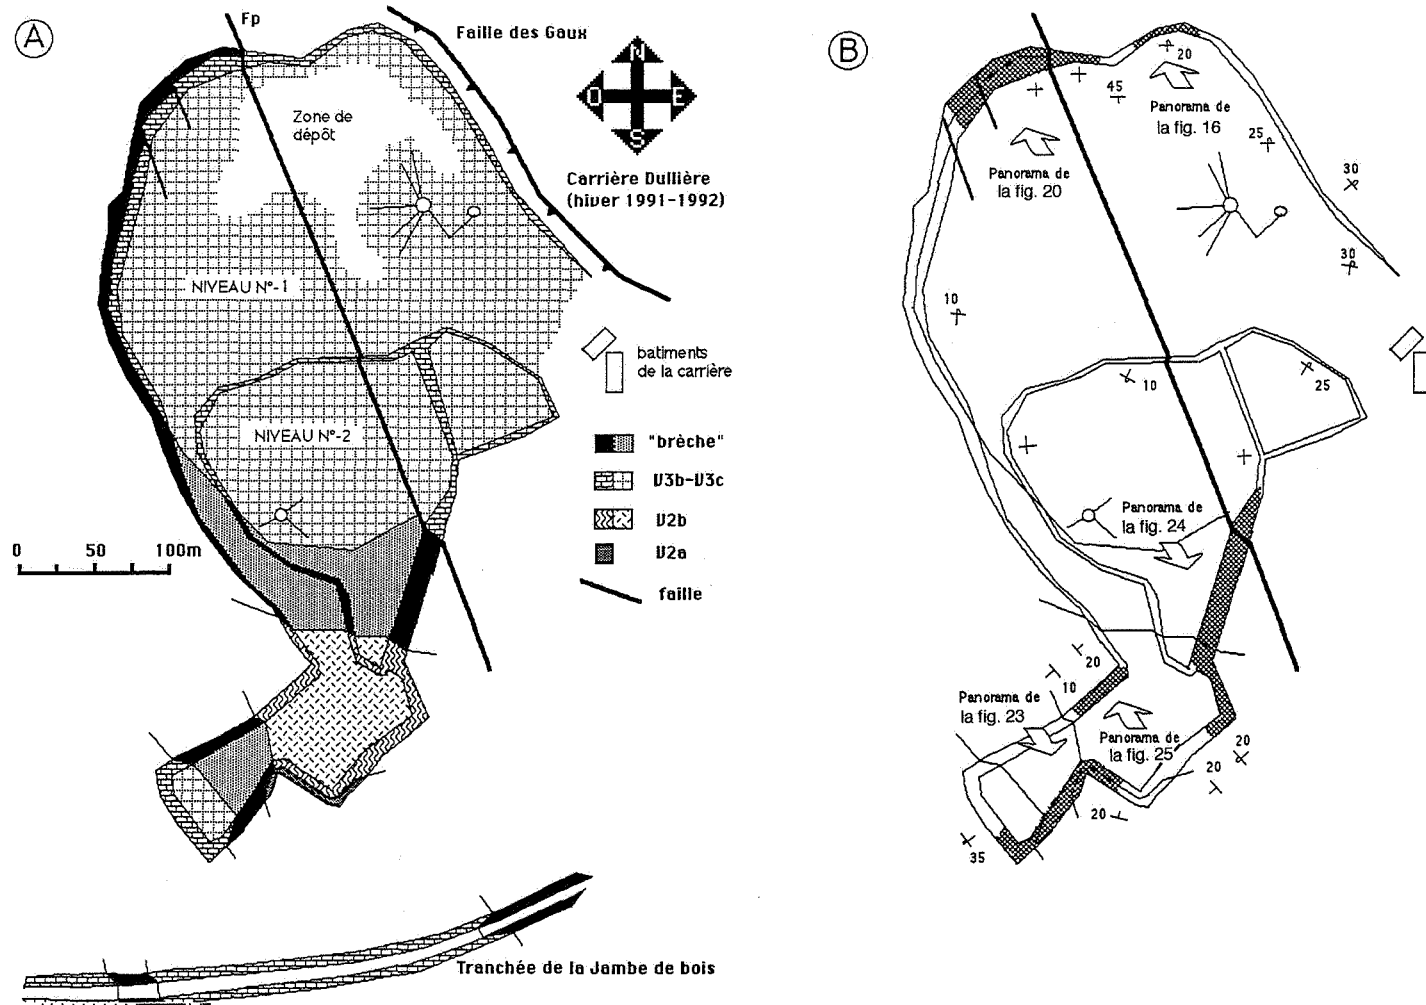 A
Fp
Faille des Gaux
N
O E
S
Zone de
dépôt
Carrière Dullière
(hiver 1991-1992)
NIVEAU N°-1
batiments
de la carrière
NIVEAU N°-2
"brèche"
V3b-V3c
V2b
V2a
faille
0 50 100m
Tranchée de la Jambe de bois
B
20
45
Panorama de
la fig. 16
25
30
Panorama de
la fig. 20
30
10
10
25
Panorama de
la fig. 24
20
10
Panorama de
la fig. 23
Panorama de
la fig. 25
20
20
20
35